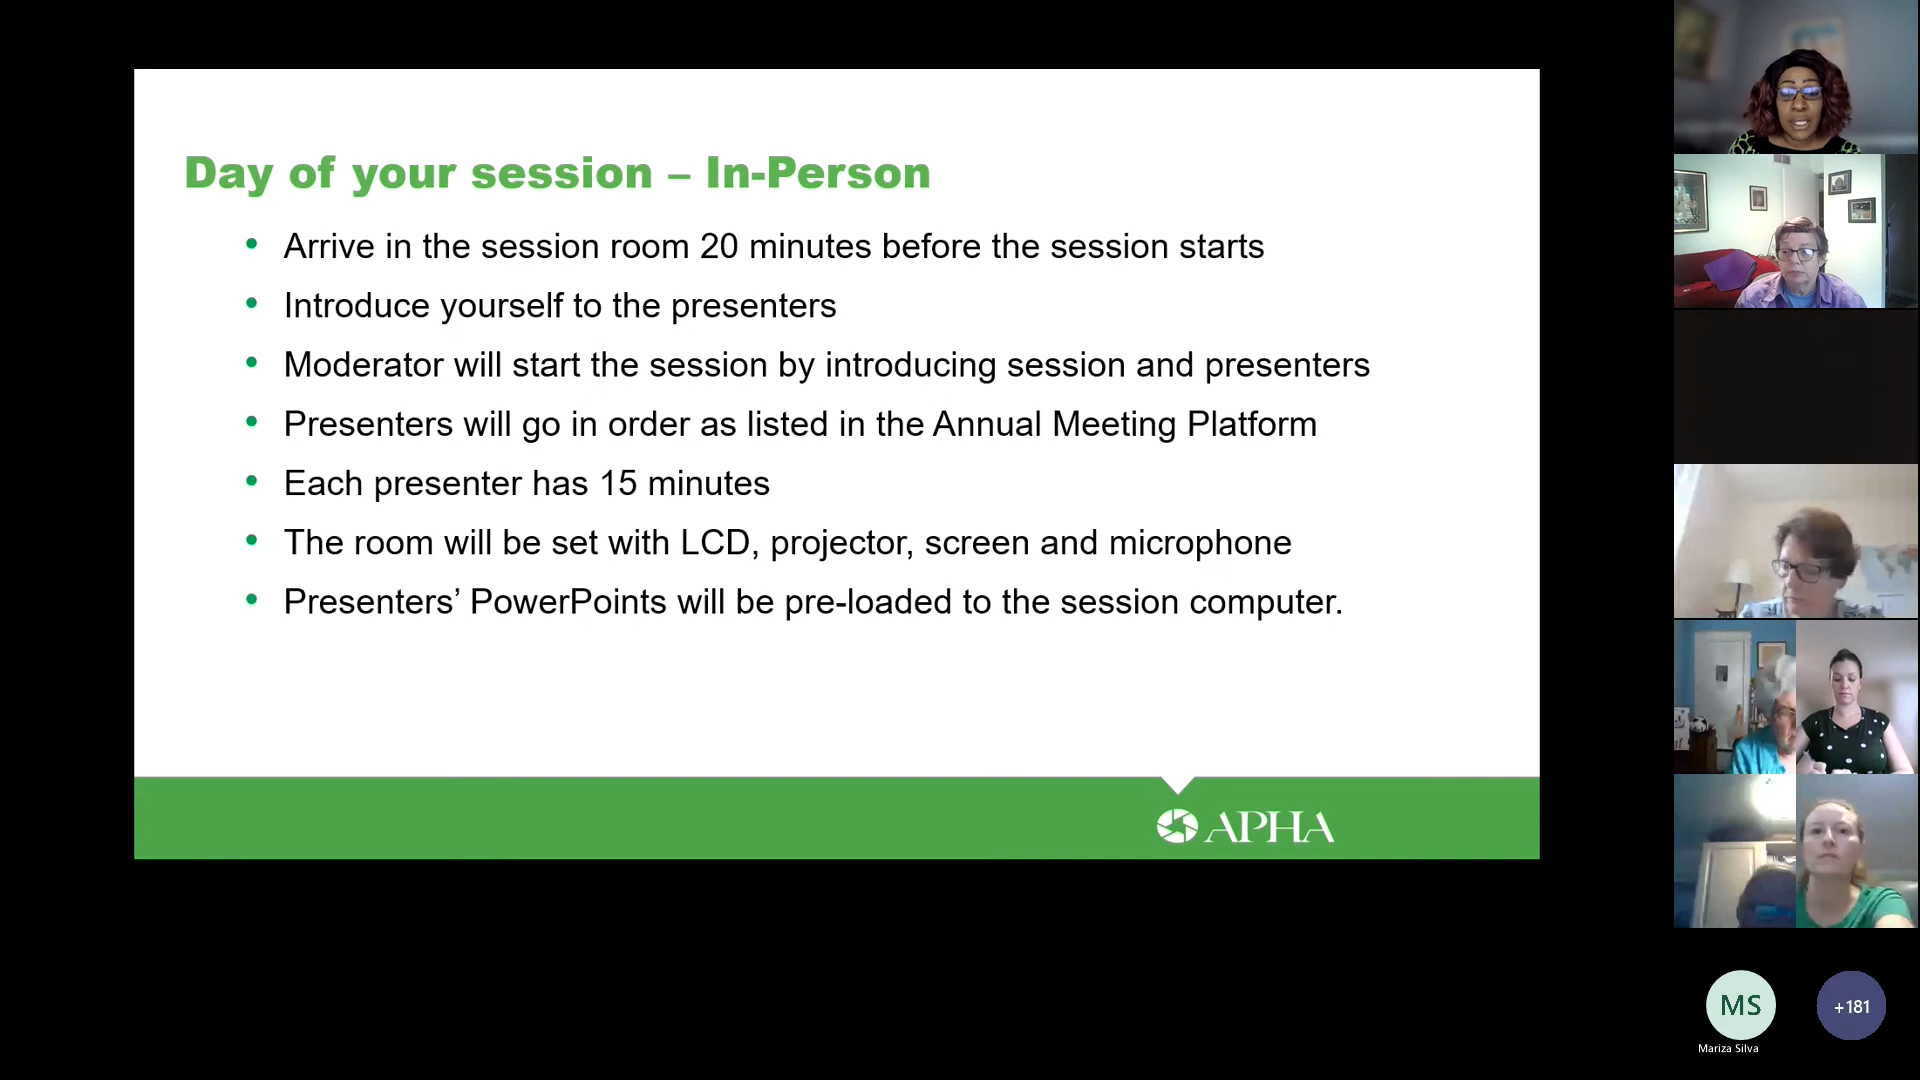 Day of your session – In-Person
• Arrive in the session room 20 minutes before the session starts
• Introduce yourself to the presenters
• Moderator will start the session by introducing session and presenters
• Presenters will go in order as listed in the Annual Meeting Platform
• Each presenter has 15 minutes
• The room will be set with LCD, projector, screen and microphone
• Presenters’ PowerPoints will be pre-loaded to the session computer.
APHA
MS
+181
Mariza Silva